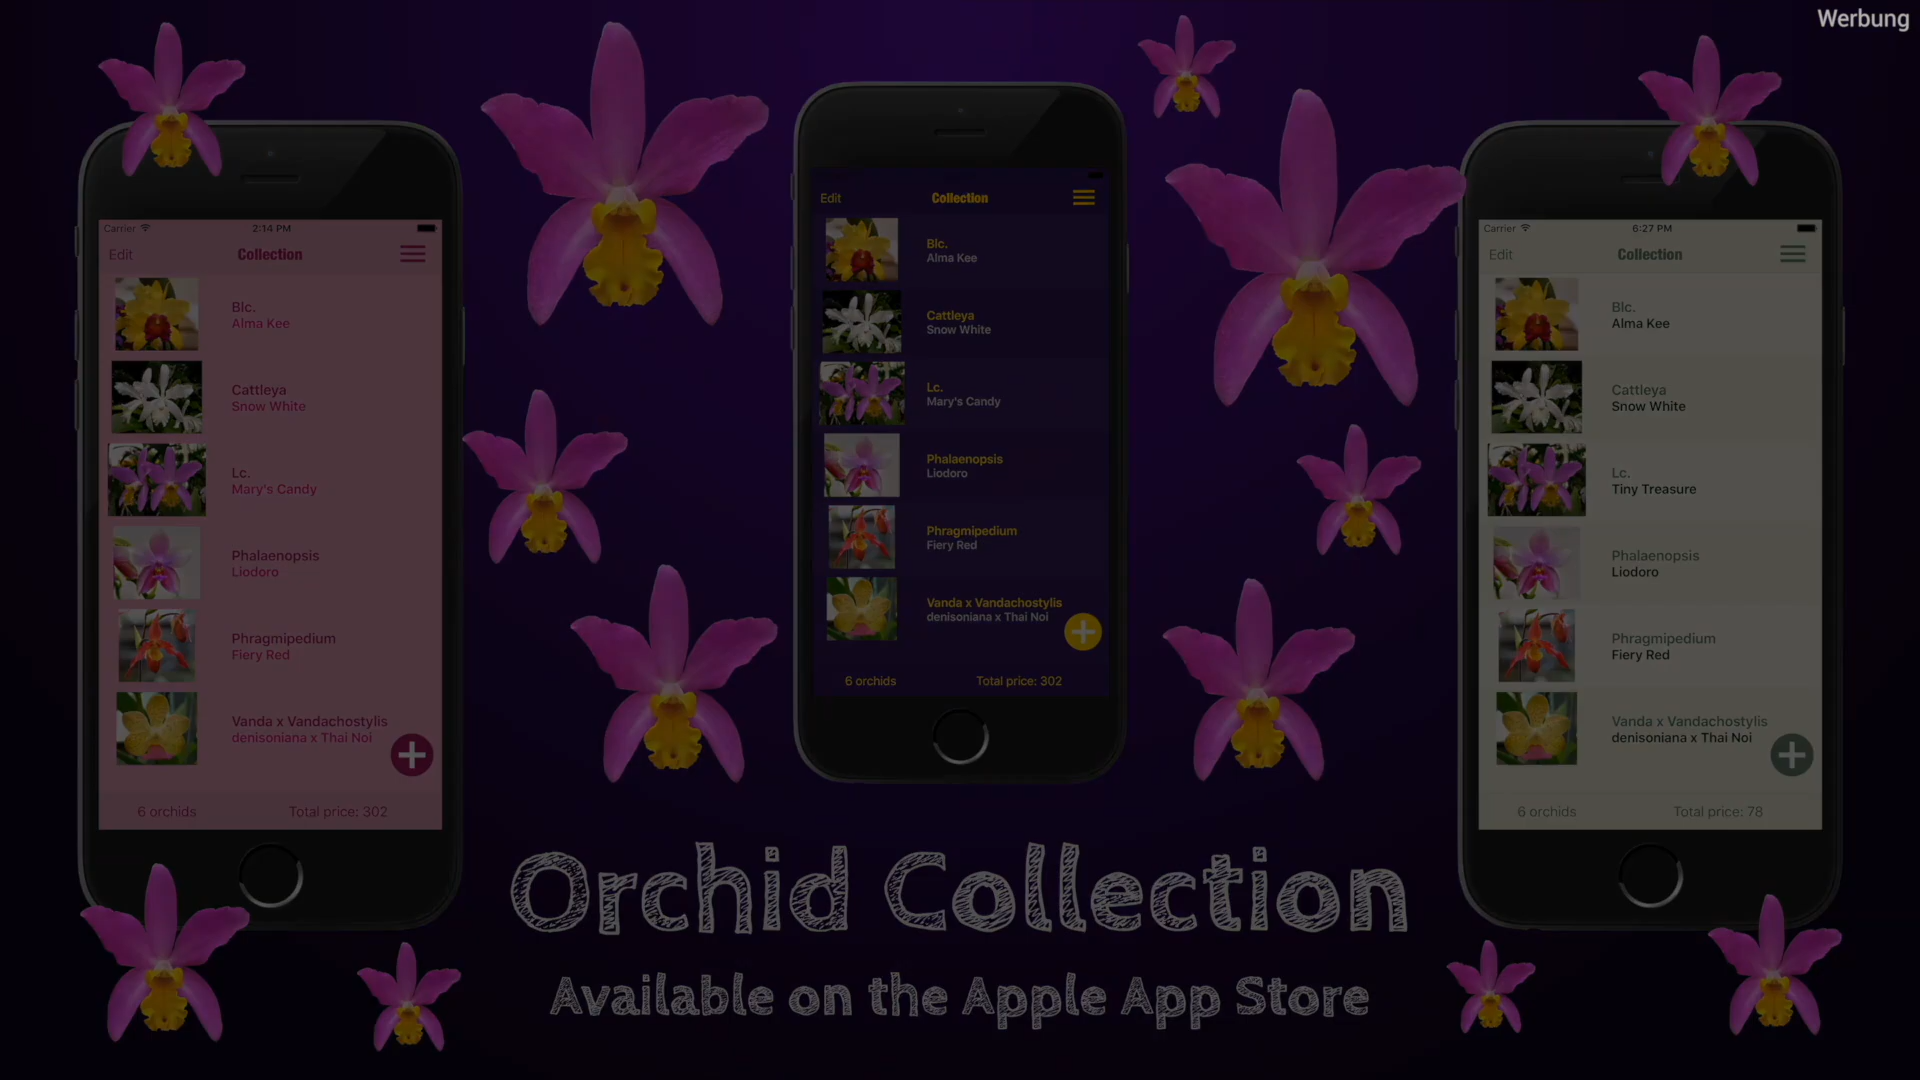 Werbung
Carrier 2:14 PM
Edit Collection
Blc.
Alma Kee
Cattleya
Snow White
Lc.
Mary's Candy
Phalaenopsis
Liodoro
Phragmipedium
Fiery Red
Vanda x Vandachostylis
denisoniana x Thai Noi
6 orchids Total price: 302
Edit Collection
Blc.
Alma Kee
Cattleya
Snow White
Lc.
Mary's Candy
Phalaenopsis
Liodoro
Phragmipedium
Fiery Red
Vanda x Vandachostylis
denisoniana x Thai Noi
6 orchids Total price: 302
Carrier 6:27 PM
Edit Collection
Blc.
Alma Kee
Cattleya
Snow White
Lc.
Tiny Treasure
Phalaenopsis
Liodoro
Phragmipedium
Fiery Red
Vanda x Vandachostylis
denisoniana x Thai Noi
6 orchids Total price: 78
Orchid Collection
Available on the Apple App Store